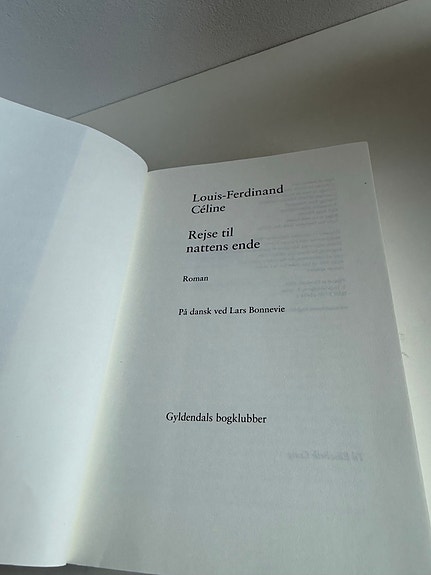 Louis-Ferdinand
Céline
Rejse til
nattens ende
Roman
På dansk ved Lars Bonnevie
Gyldendals bogklubber